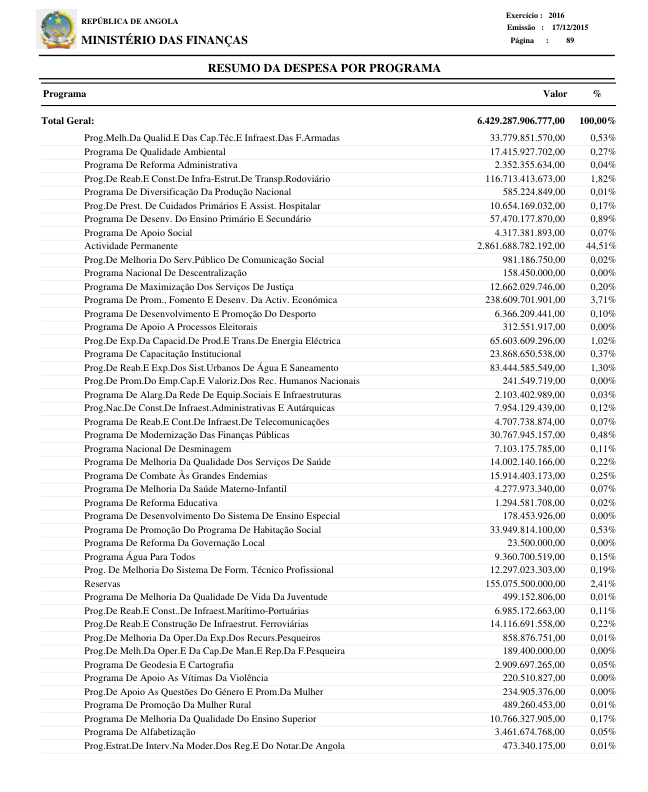 REPÚBLICA DE ANGOLA
MINISTÉRIO DAS FINANÇAS
Exercício : 2016
Emissão : 17/12/2015
Página : 89
RESUMO DA DESPESA POR PROGRAMA
Programa Valor %
Total Geral: 6.429.287.906.777,00 100,00%
Prog.Melh.Da Qualid.E Das Cap.Téc.E Infraest.Das F.Armadas 33.779.851.570,00 0,53%
Programa De Qualidade Ambiental 17.415.927.702,00 0,27%
Programa De Reforma Administrativa 2.352.355.634,00 0,04%
Prog.De Reab.E Const.De Infra-Estrut.De Transp.Rodoviário 116.713.413.673,00 1,82%
Programa De Diversificação Da Produção Nacional 585.224.849,00 0,01%
Prog.De Prest. De Cuidados Primários E Assist. Hospitalar 10.654.169.032,00 0,17%
Programa De Desenv. Do Ensino Primário E Secundário 57.470.177.870,00 0,89%
Programa De Apoio Social 4.317.381.893,00 0,07%
Actividade Permanente 2.861.688.782.192,00 44,51%
Prog.De Melhoria Do Serv.Público De Comunicação Social 981.186.750,00 0,02%
Programa Nacional De Descentralização 158.450.000,00 0,00%
Programa De Maximização Dos Serviços De Justiça 12.662.029.746,00 0,20%
Programa De Prom., Fomento E Desenv. Da Activ. Económica 238.609.701.901,00 3,71%
Programa De Desenvolvimento E Promoção Do Desporto 6.366.209.441,00 0,10%
Programa De Apoio A Processos Eleitorais 312.551.917,00 0,00%
Prog.De Exp.Da Capacid.De Prod.E Trans.De Energia Eléctrica 65.603.609.296,00 1,02%
Programa De Capacitação Institucional 23.868.650.538,00 0,37%
Prog.De Reab.E Exp.Dos Sist.Urbanos De Água E Saneamento 83.444.585.549,00 1,30%
Prog.De Prom.Do Emp.Cap.E Valoriz.Dos Rec. Humanos Nacionais 241.549.719,00 0,00%
Programa De Alarg.Da Rede De Equip.Sociais E Infraestruturas 2.103.402.989,00 0,03%
Prog.Nac.De Const.De Infraest.Administrativas E Autárquicas 7.954.129.439,00 0,12%
Programa De Reab.E Cont.De Infraest.De Telecomunicações 4.707.738.874,00 0,07%
Programa De Modernização Das Finanças Públicas 30.767.945.157,00 0,48%
Programa Nacional De Desminagem 7.103.175.785,00 0,11%
Programa De Melhoria Da Qualidade Dos Serviços De Saúde 14.002.140.166,00 0,22%
Programa De Combate Às Grandes Endemias 15.914.403.173,00 0,25%
Programa De Melhoria Da Saúde Materno-Infantil 4.277.973.340,00 0,07%
Programa De Reforma Educativa 1.294.581.708,00 0,02%
Programa De Desenvolvimento Do Sistema De Ensino Especial 178.453.926,00 0,00%
Programa De Promoção Do Programa De Habitação Social 33.949.814.100,00 0,53%
Programa De Reforma Da Governação Local 23.500.000,00 0,00%
Programa Água Para Todos 9.360.700.519,00 0,15%
Prog. De Melhoria Do Sistema De Form. Técnico Profissional 12.297.023.303,00 0,19%
Reservas 155.075.500.000,00 2,41%
Programa De Melhoria Da Qualidade De Vida Da Juventude 499.152.806,00 0,01%
Prog.De Reab.E Const..De Infraest.Marítimo-Portuárias 6.985.172.663,00 0,11%
Prog.De Reab.E Construção De Infraestrut. Ferroviárias 14.116.691.558,00 0,22%
Prog.De Melhoria Da Oper.Da Exp.Dos Recurs.Pesqueiros 858.876.751,00 0,01%
Prog.De Melh.Da Oper.E Da Cap.De Man.E Rep.Da F.Pesqueira 189.400.000,00 0,00%
Programa De Geodesia E Cartografia 2.909.697.265,00 0,05%
Programa De Apoio As Vítimas Da Violência 220.510.827,00 0,00%
Prog.De Apoio As Questões Do Género E Prom.Da Mulher 234.905.376,00 0,00%
Programa De Promoção Da Mulher Rural 489.260.453,00 0,01%
Programa De Melhoria Da Qualidade Do Ensino Superior 10.766.327.905,00 0,17%
Programa De Alfabetização 3.461.674.768,00 0,05%
Prog.Estrat.De Interv.Na Moder.Dos Reg.E Do Notar.De Angola 473.340.175,00 0,01%